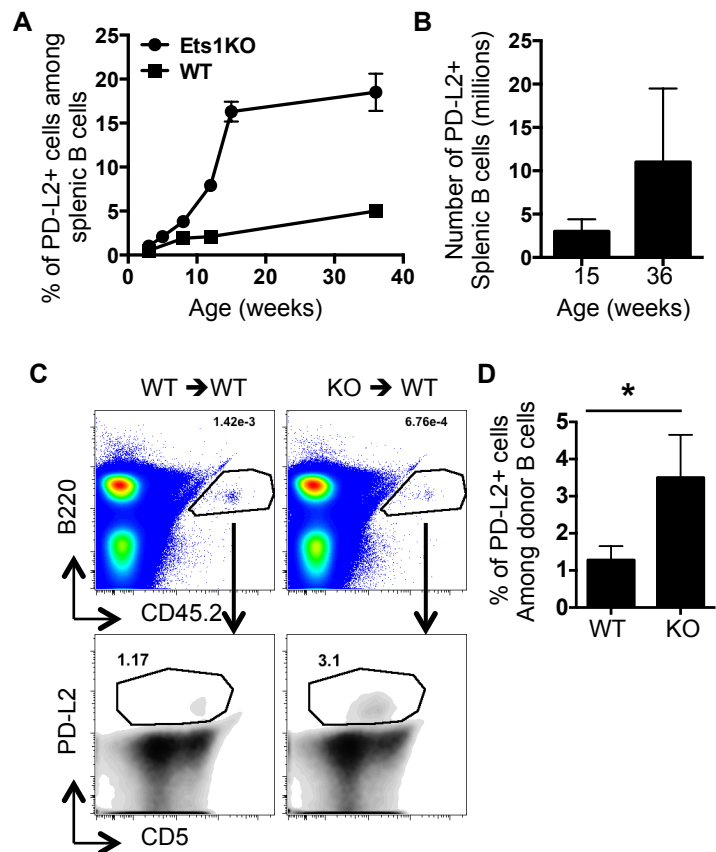 A
Ets1KO
WT
% of PD-L2+ cells among
splenic B cells
25
20
15
10
5
0
0 10 20 30 40
Age (weeks)
B
Number of PD-L2+
Splenic B cells (millions)
25
20
15
10
5
0
15 36
Age (weeks)
C
WT ➔ WT
KO ➔ WT
1.42e-3
6.76e-4
B220
CD45.2
1.17
3.1
PD-L2
CD5
D
*
% of PD-L2+ cells
Among donor B cells
5
4
3
2
1
0
WT KO